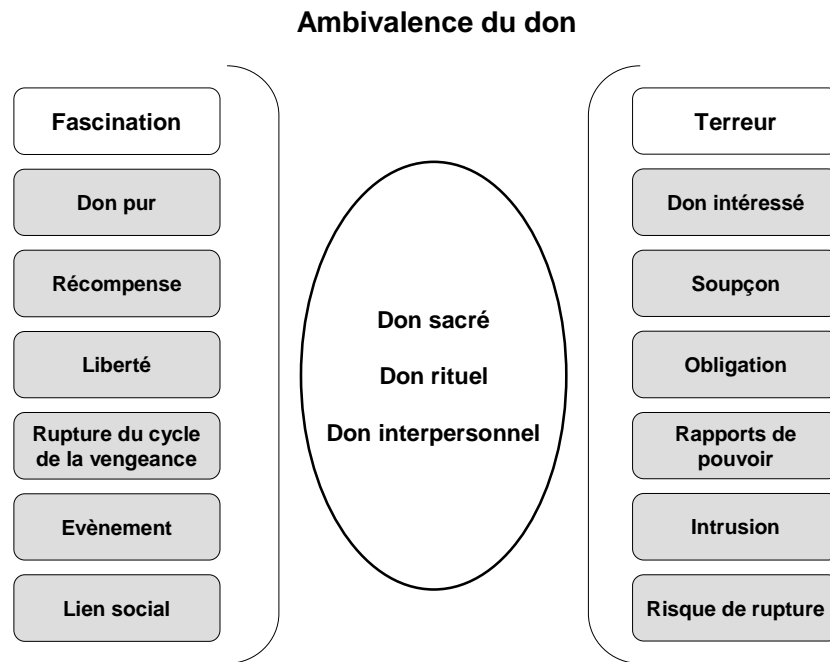 Ambivalence du don
Fascination
Don pur
Récompense
Liberté
Rupture du cycle
de la vengeance
Evènement
Lien social
Don sacré
Don rituel
Don interpersonnel
Terreur
Don intéressé
Soupçon
Obligation
Rapports de
pouvoir
Intrusion
Risque de rupture